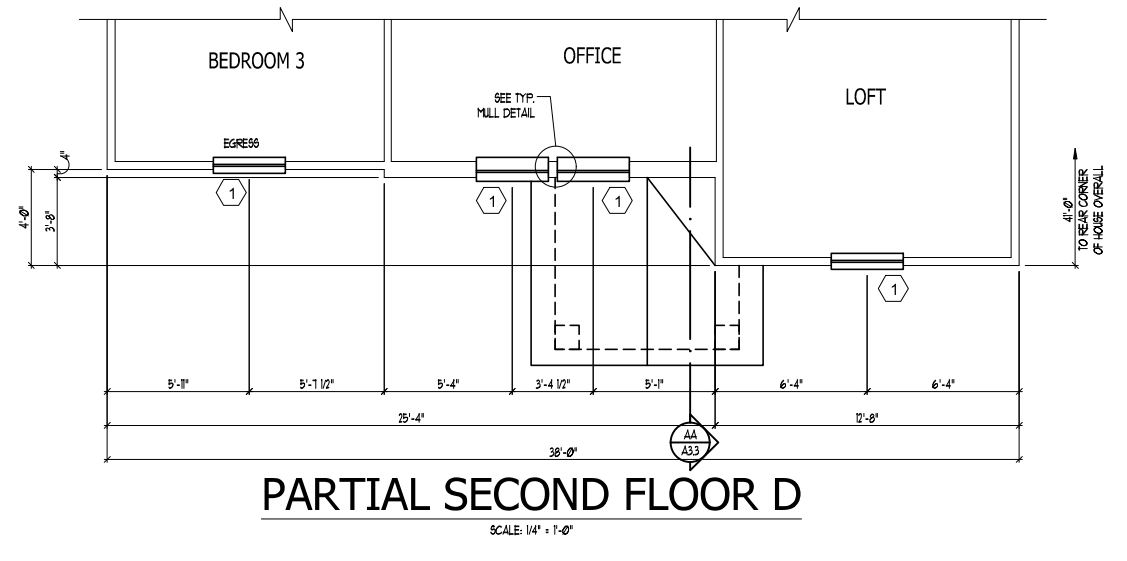 BEDROOM 3
OFFICE
LOFT
SEE TYP.
MULL DETAIL
EGRESS
4"
1
1
1
1
4'-0"
3'-8"
41'-0"
TO REAR CORNER
OF HOUSE OVERALL
5'-11"
5'-7 1/2"
5'-4"
3'-4 1/2"
5'-1"
6'-4"
6'-4"
25'-4"
12'-8"
38'-0"
AA
A3.3
PARTIAL SECOND FLOOR D
SCALE: 1/4" = 1'-0"